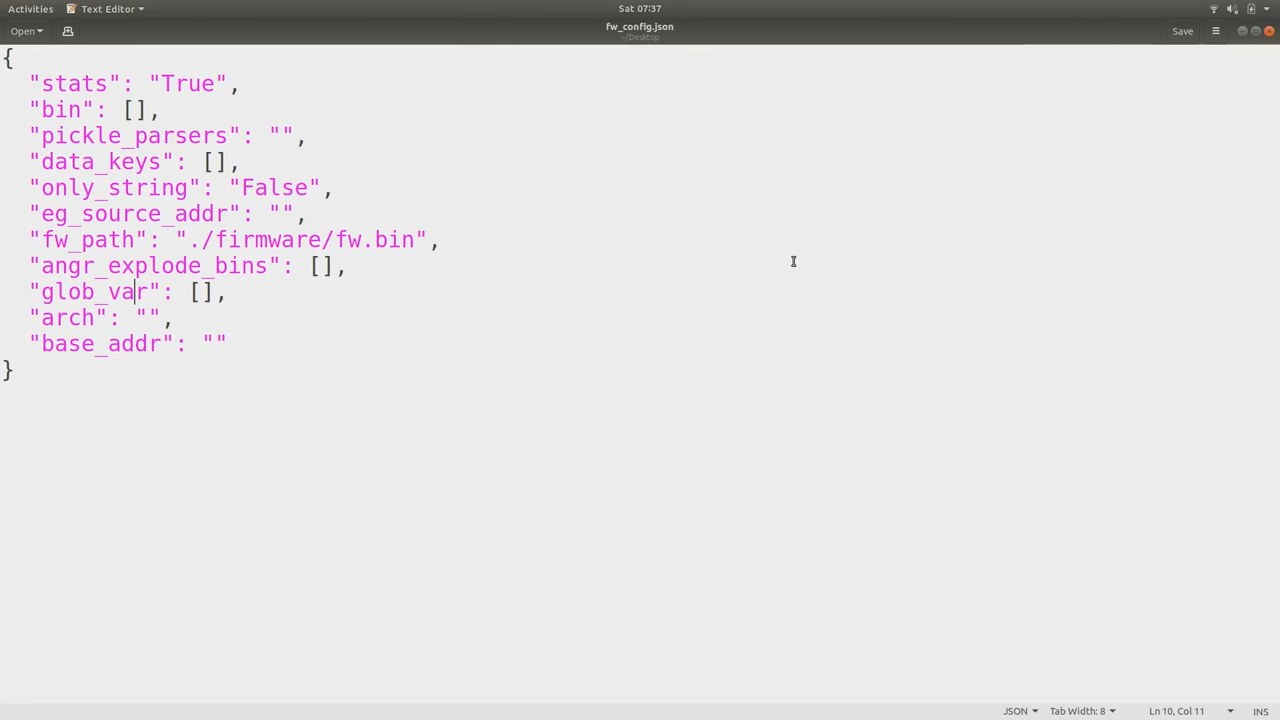 Activities Text Editor Sat 07:37
Open fw_config.json Save
~/Desktop
{
"stats": "True",
"bin": [],
"pickle_parsers": "",
"data_keys": [],
"only_string": "False",
"eg_source_addr": "",
"fw_path": "./firmware/fw.bin",
"angr_explode_bins": [],
"glob_var": [],
"arch": "",
"base_addr": ""
}
JSON Tab Width: 8 Ln 10, Col 11 INS